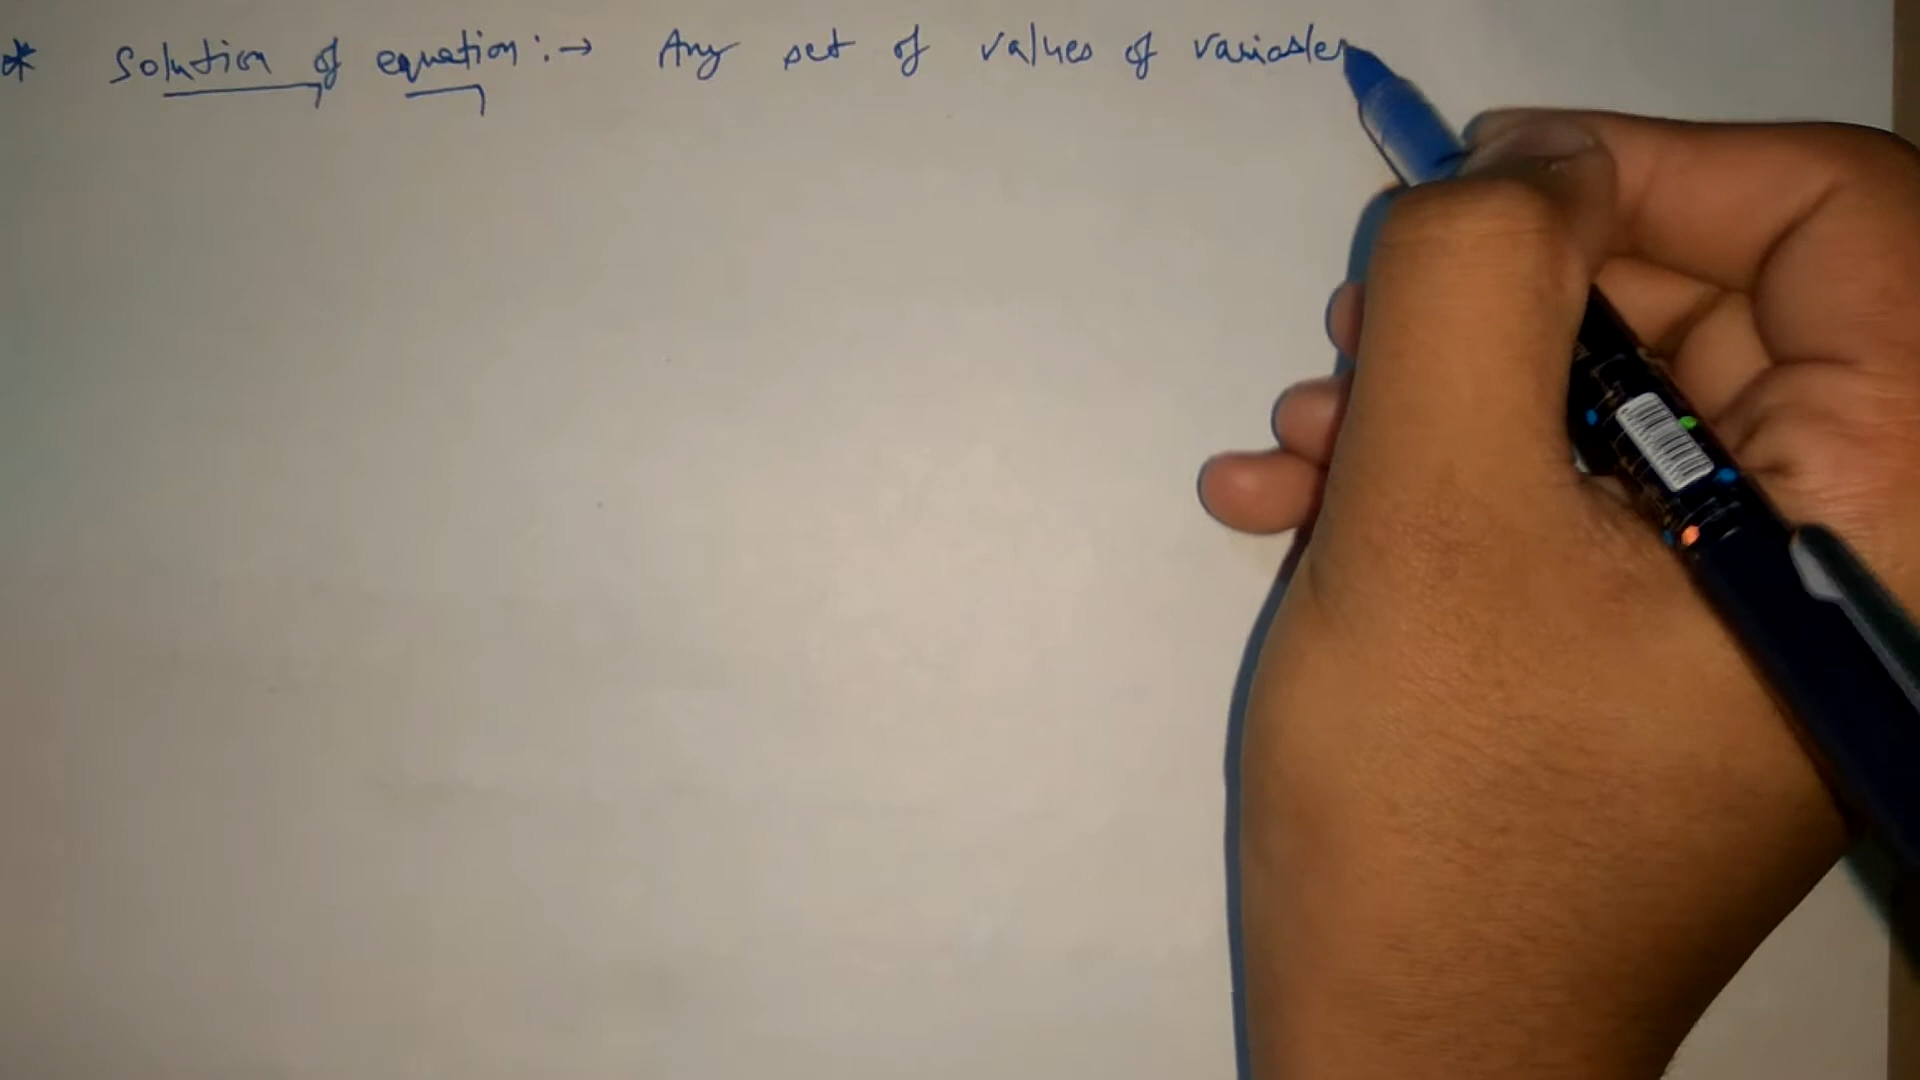 * Solution of equation :→ Any set of values of variables